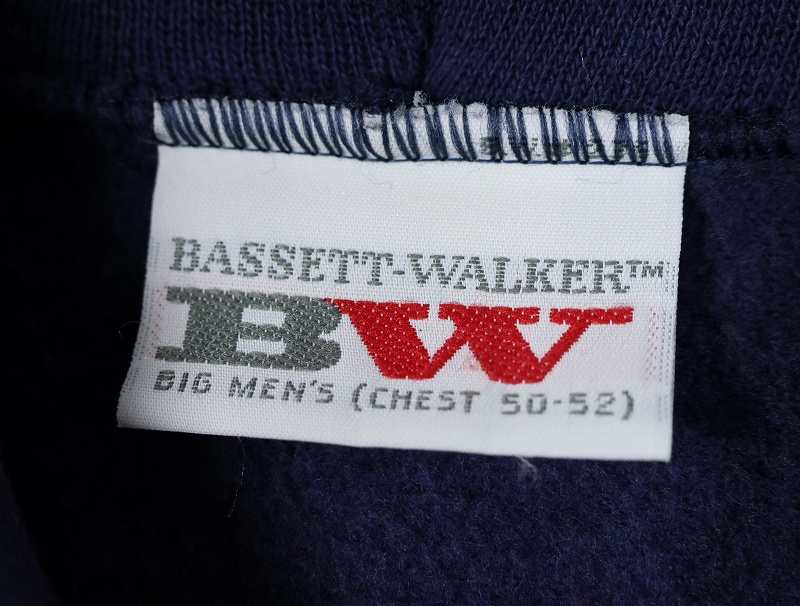 BASSETT-WALKER™
BW
BIG MEN'S (CHEST 50-52)